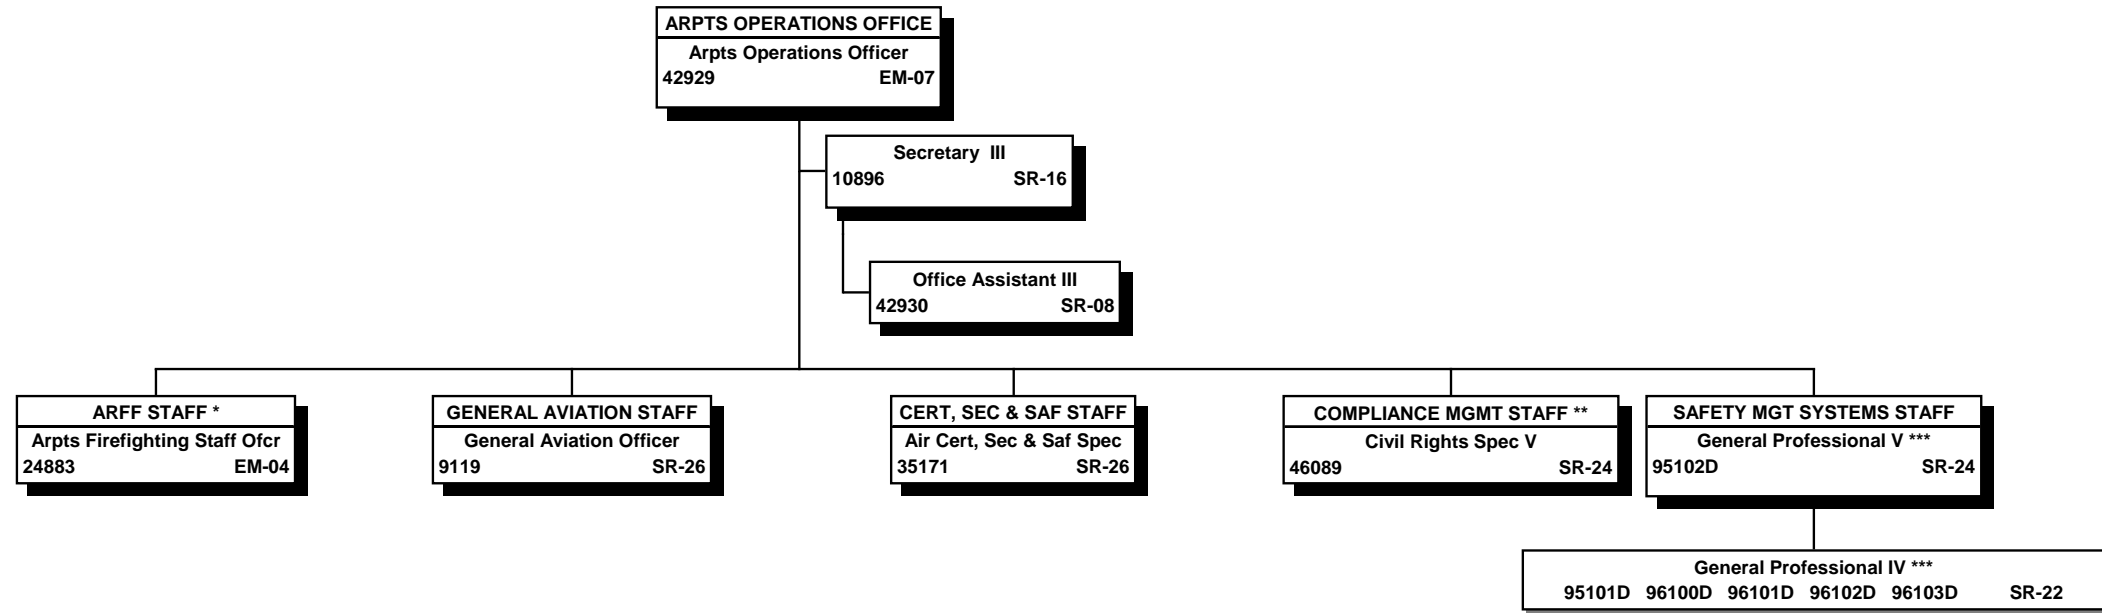 ARPTS OPERATIONS OFFICE
Arpts Operations Officer
42929 EM-07
Secretary III
10896 SR-16
Office Assistant III
42930 SR-08
ARFF STAFF *
Arpts Firefighting Staff Ofcr
24883 EM-04
GENERAL AVIATION STAFF
General Aviation Officer
9119 SR-26
CERT, SEC & SAF STAFF
Air Cert, Sec & Saf Spec
35171 SR-26
COMPLIANCE MGMT STAFF **
Civil Rights Spec V
46089 SR-24
SAFETY MGT SYSTEMS STAFF
General Professional V ***
95102D SR-24
General Professional IV ***
95101D 96100D 96101D 96102D 96103D SR-22